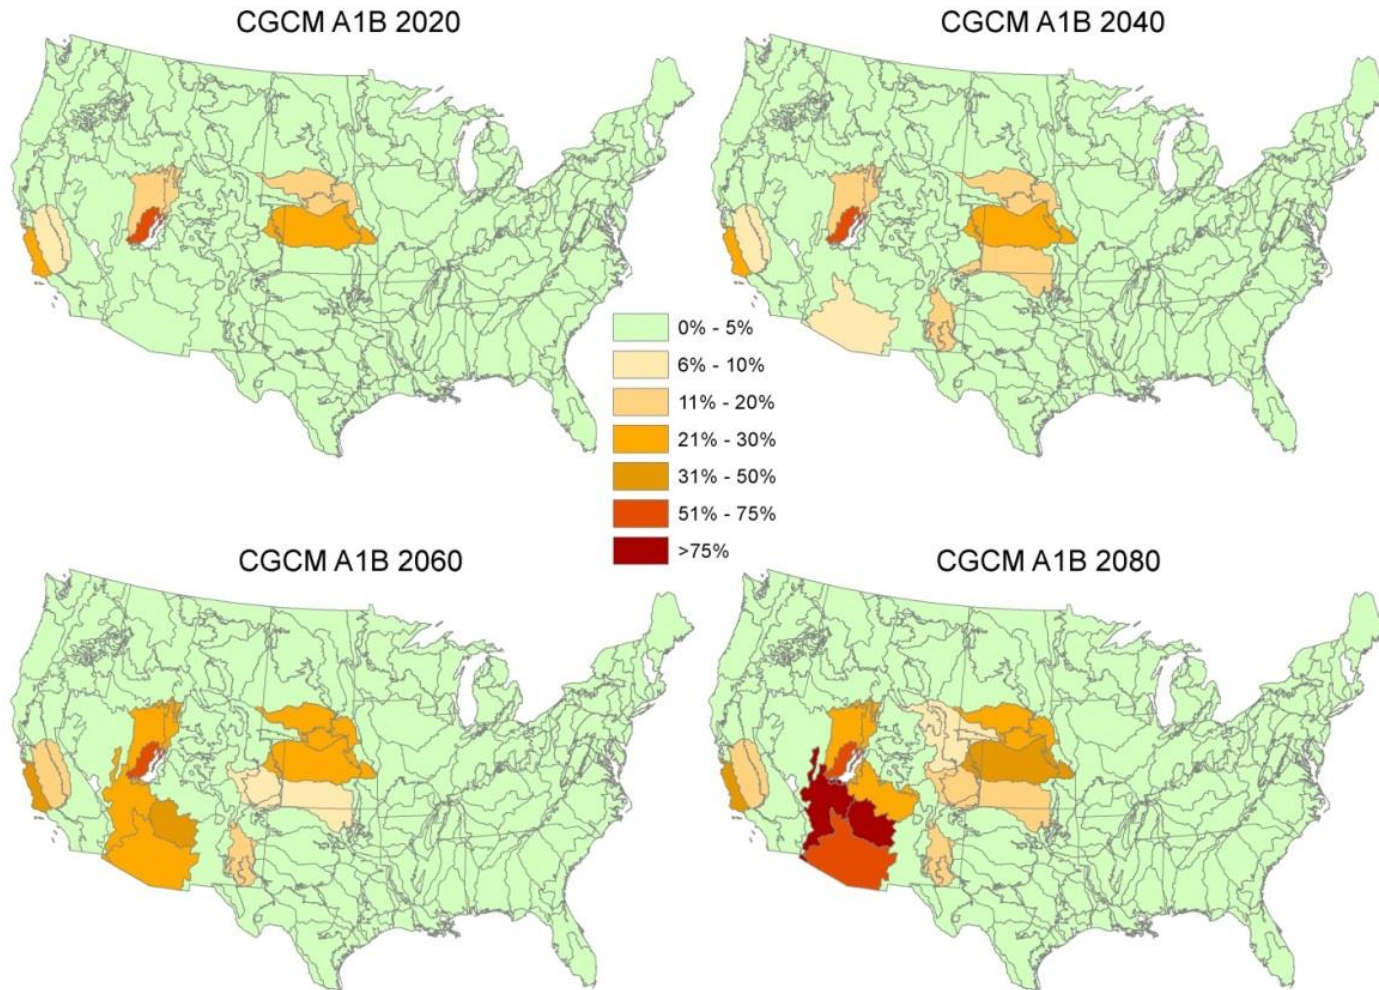 CGCM A1B 2020
CGCM A1B 2040
0% - 5%
6% - 10%
11% - 20%
21% - 30%
31% - 50%
51% - 75%
>75%
CGCM A1B 2060
CGCM A1B 2080